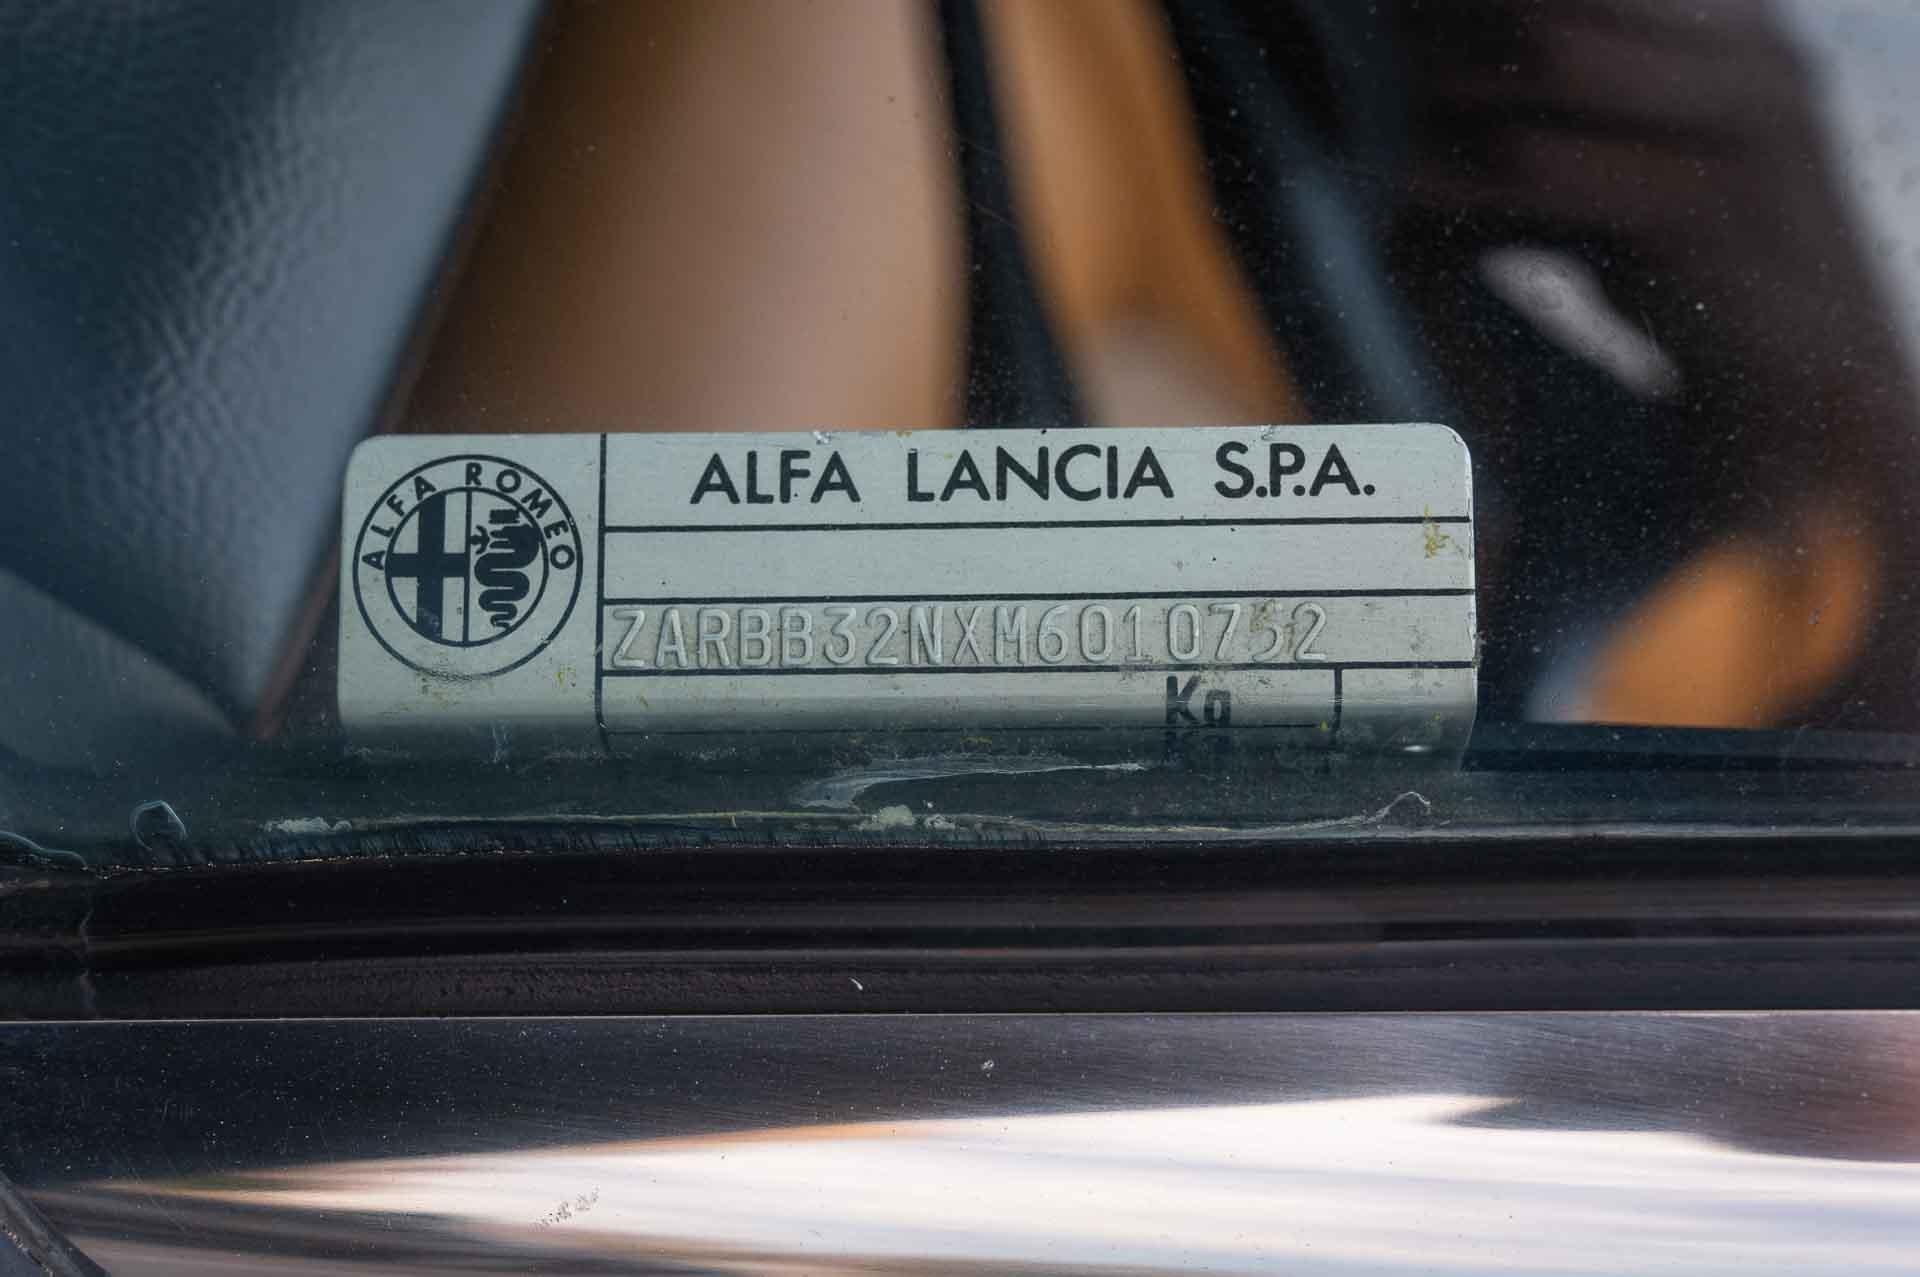 ALFA ROMEO
ALFA LANCIA S.P.A.
ZARBB32NXM6010752
Kg